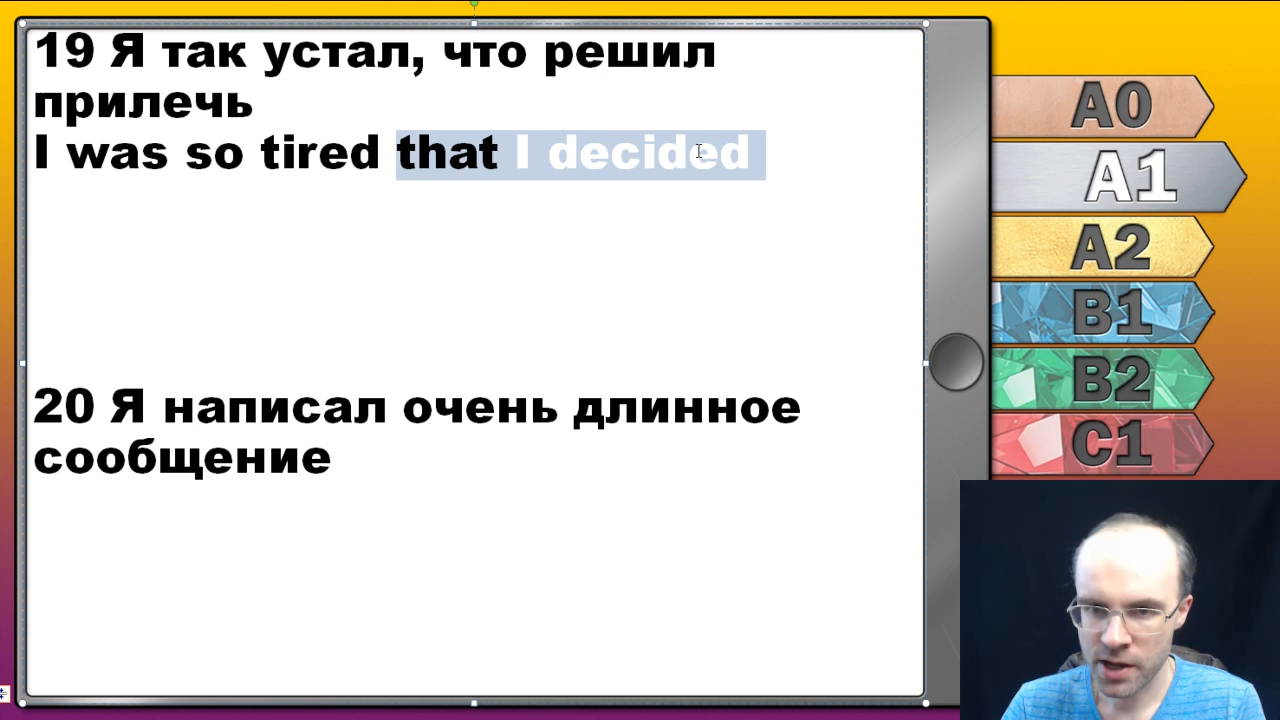 19 Я так устал, что решил
прилечь
I was so tired that I decided
20 Я написал очень длинное
сообщение
A0
A1
A2
B1
B2
C1